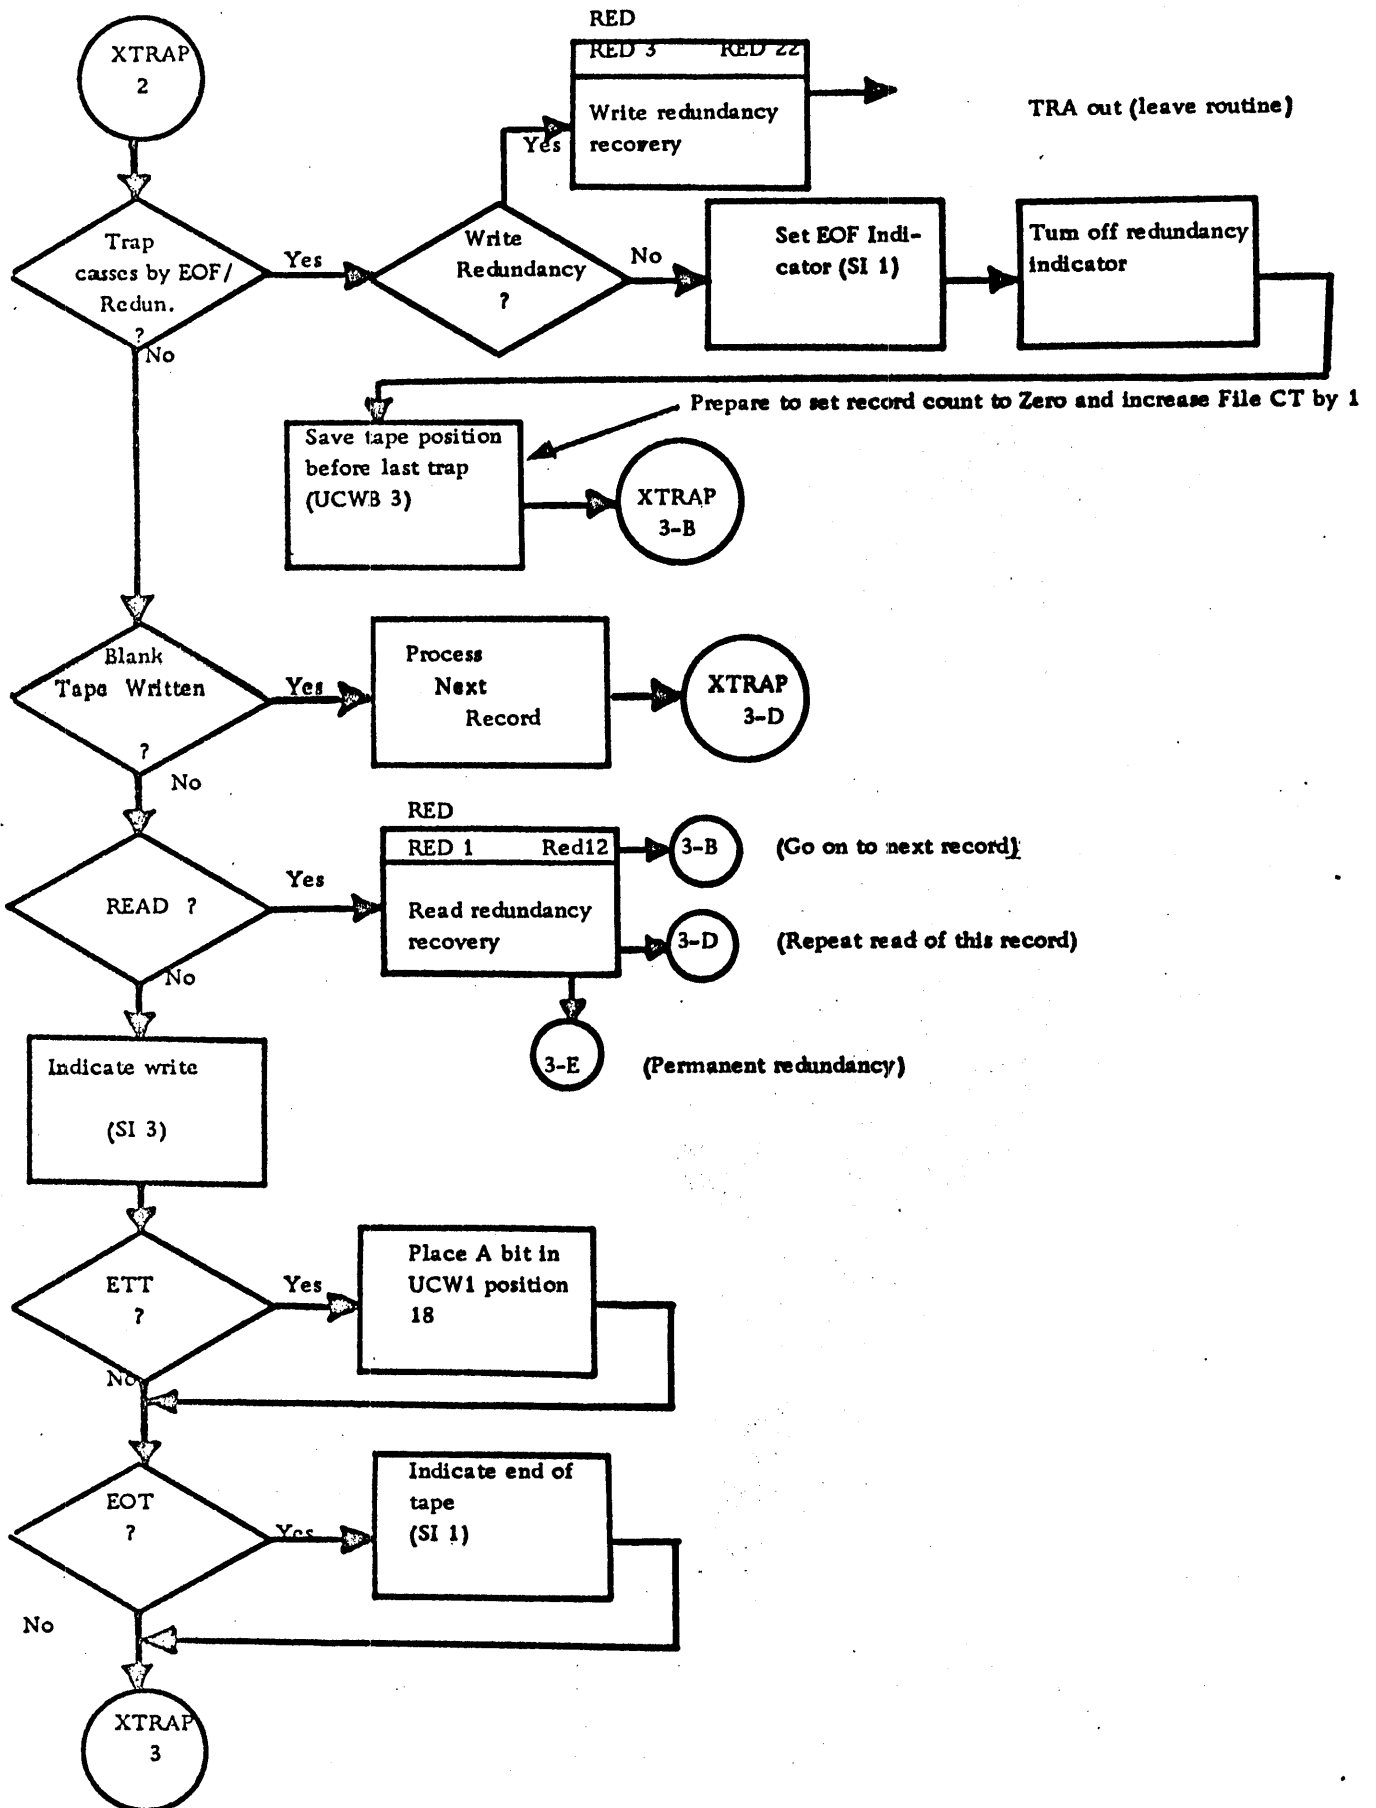 RED
XTRAP
2
RED 3 RED 22
Write redundancy
recovery
TRA out (leave routine)
Yes
Trap
casses by EOF/
Redun.
?
Yes
Write
Redundancy
?
No
Set EOF Indi-
cator (SI 1)
Turn off redundancy
indicator
No
Prepare to set record count to Zero and increase File CT by 1
Save tape position
before last trap
(UCWB 3)
XTRAP
3-B
Blank
Tape Written
?
Yes
Process
Next
Record
XTRAP
3-D
No
RED
RED 1 Red12
Read redundancy
recovery
READ ?
Yes
3-B
(Go on to next record)
3-D
(Repeat read of this record)
No
3-E
(Permanent redundancy)
Indicate write
(SI 3)
ETT
?
Yes
Place A bit in
UCW1 position
18
No
EOT
?
Yes
Indicate end of
tape
(SI 1)
No
XTRAP
3